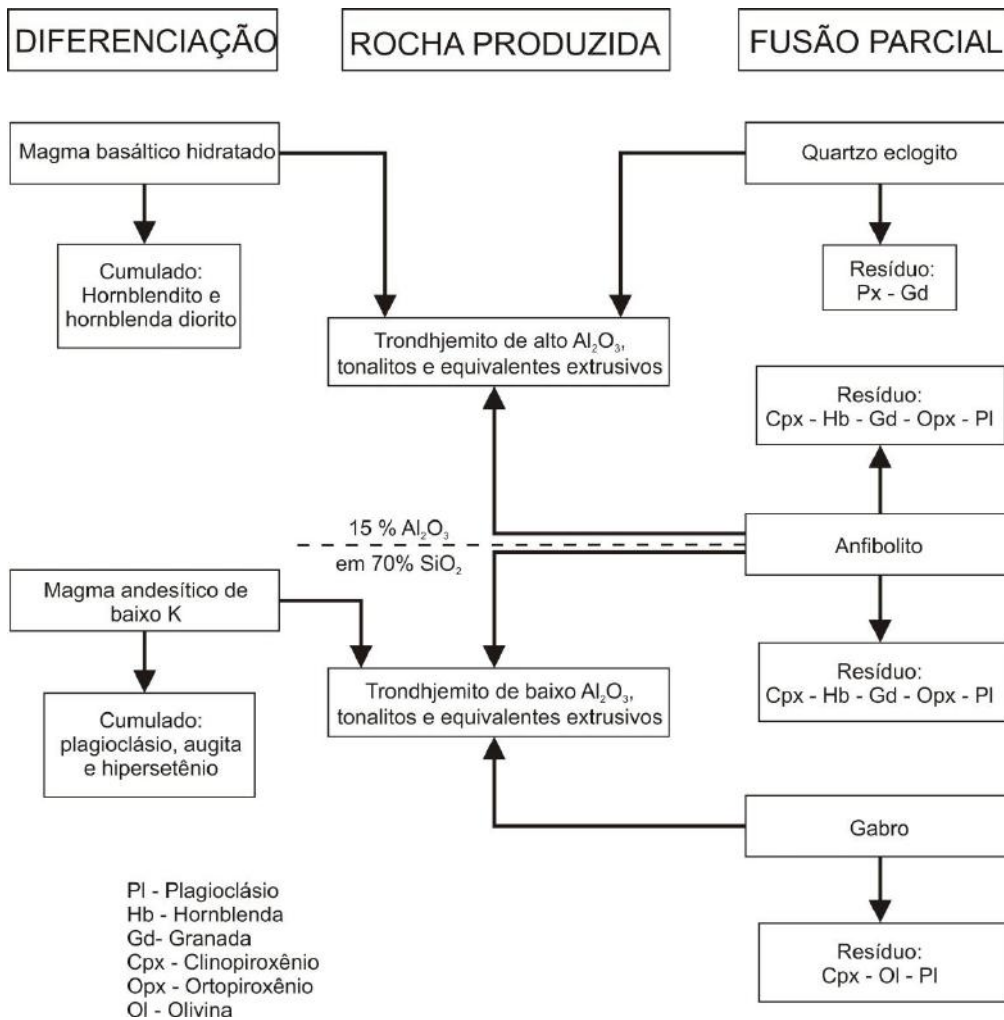 DIFERENCIAÇÃO
ROCHA PRODUZIDA
FUSÃO PARCIAL
Magma basáltico hidratado
Quartzo eclogito
Cumulado:
Hornblendito e
hornblenda diorito
Resíduo:
Px - Gd
Trondhjemito de alto Al₂O₃,
tonalitos e equivalentes extrusivos
Resíduo:
Cpx - Hb - Gd - Opx - Pl
15 % Al₂O₃
em 70% SiO₂
Anfibolito
Magma andesítico de
baixo K
Trondhjemito de baixo Al₂O₃,
tonalitos e equivalentes extrusivos
Resíduo:
Cpx - Hb - Gd - Opx - Pl
Cumulado:
plagioclásio, augita
e hipersetênio
Gabro
Resíduo:
Cpx - Ol - Pl
Pl - Plagioclásio
Hb - Hornblenda
Gd- Granada
Cpx - Clinopiroxênio
Opx - Ortopiroxênio
Ol - Olivina